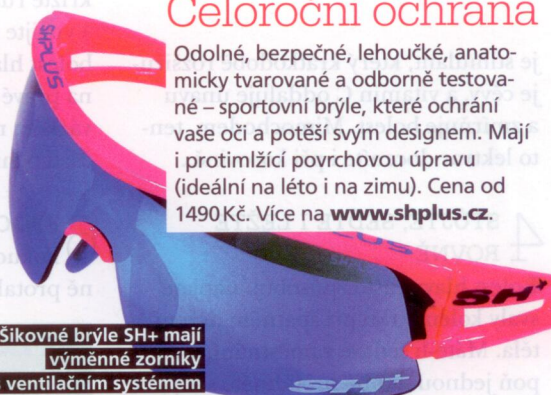 Celoroční ochrana
Odolné, bezpečné, lehoučké, anato-
micky tvarované a odborně testova-
né – sportovní brýle, které ochrání
vaše oči a potěší svým designem. Mají
i protimlžící povrchovou úpravu
(ideální na léto i na zimu). Cena od
1490 Kč. Více na www.shplus.cz.
SHPLUS
PLUS
SH+
SH+
Šikovné brýle SH+ mají
výměnné zorníky
s ventilačním systémem